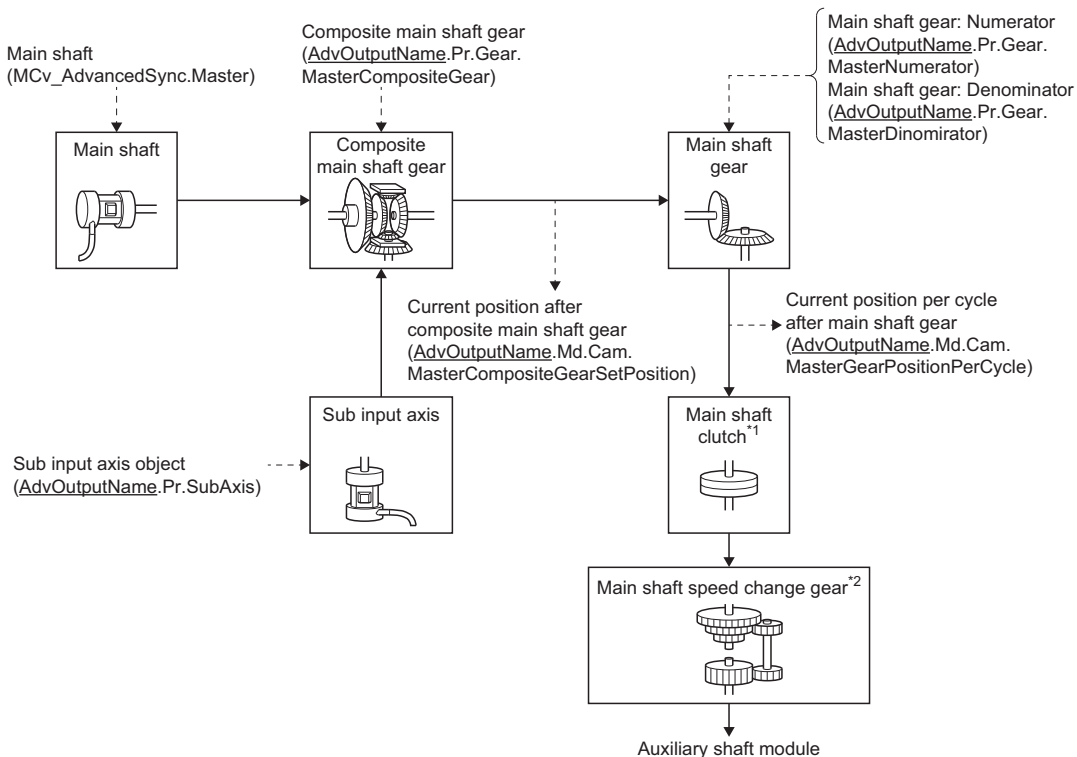 Main shaft
(MCv_AdvancedSync.Master)
Composite main shaft gear
(AdvOutputName.Pr.Gear.
MasterCompositeGear)
Main shaft gear: Numerator
(AdvOutputName.Pr.Gear.
MasterNumerator)
Main shaft gear: Denominator
(AdvOutputName.Pr.Gear.
MasterDinomirator)
Main shaft
Composite
main shaft gear
Main shaft
gear
Current position after
composite main shaft gear
(AdvOutputName.Md.Cam.
MasterCompositeGearSetPosition)
Current position per cycle
after main shaft gear
(AdvOutputName.Md.Cam.
MasterGearPositionPerCycle)
Sub input axis object
(AdvOutputName.Pr.SubAxis)
Sub input axis
Main shaft
clutch*1
Main shaft speed change gear*2
Auxiliary shaft module